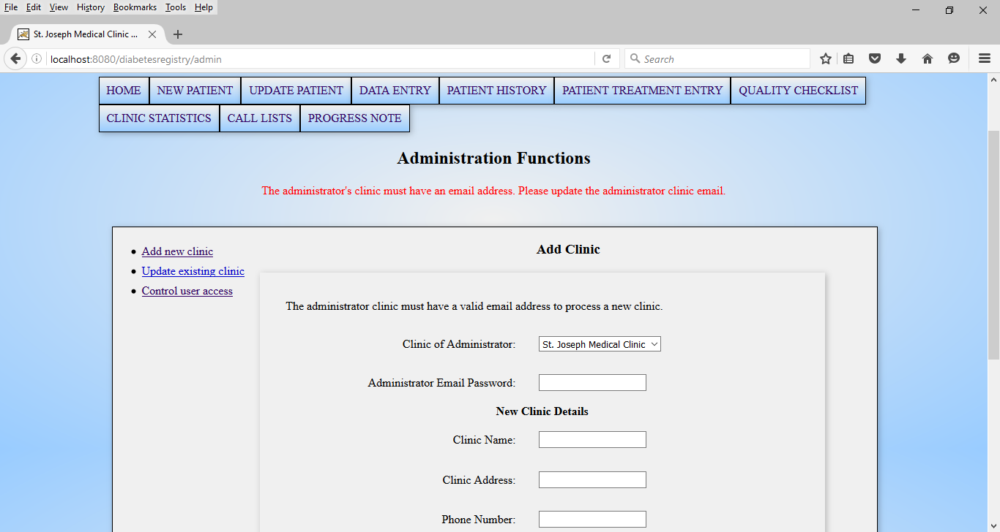 File Edit View History Bookmarks Tools Help
St. Joseph Medical Clinic ...
localhost:8080/diabetesregistry/admin
Search
HOME NEW PATIENT UPDATE PATIENT DATA ENTRY PATIENT HISTORY PATIENT TREATMENT ENTRY QUALITY CHECKLIST
CLINIC STATISTICS CALL LISTS PROGRESS NOTE
Administration Functions
The administrator's clinic must have an email address. Please update the administrator clinic email.
Add new clinic
Update existing clinic
Control user access
Add Clinic
The administrator clinic must have a valid email address to process a new clinic.
Clinic of Administrator: St. Joseph Medical Clinic
Administrator Email Password:
New Clinic Details
Clinic Name:
Clinic Address:
Phone Number: